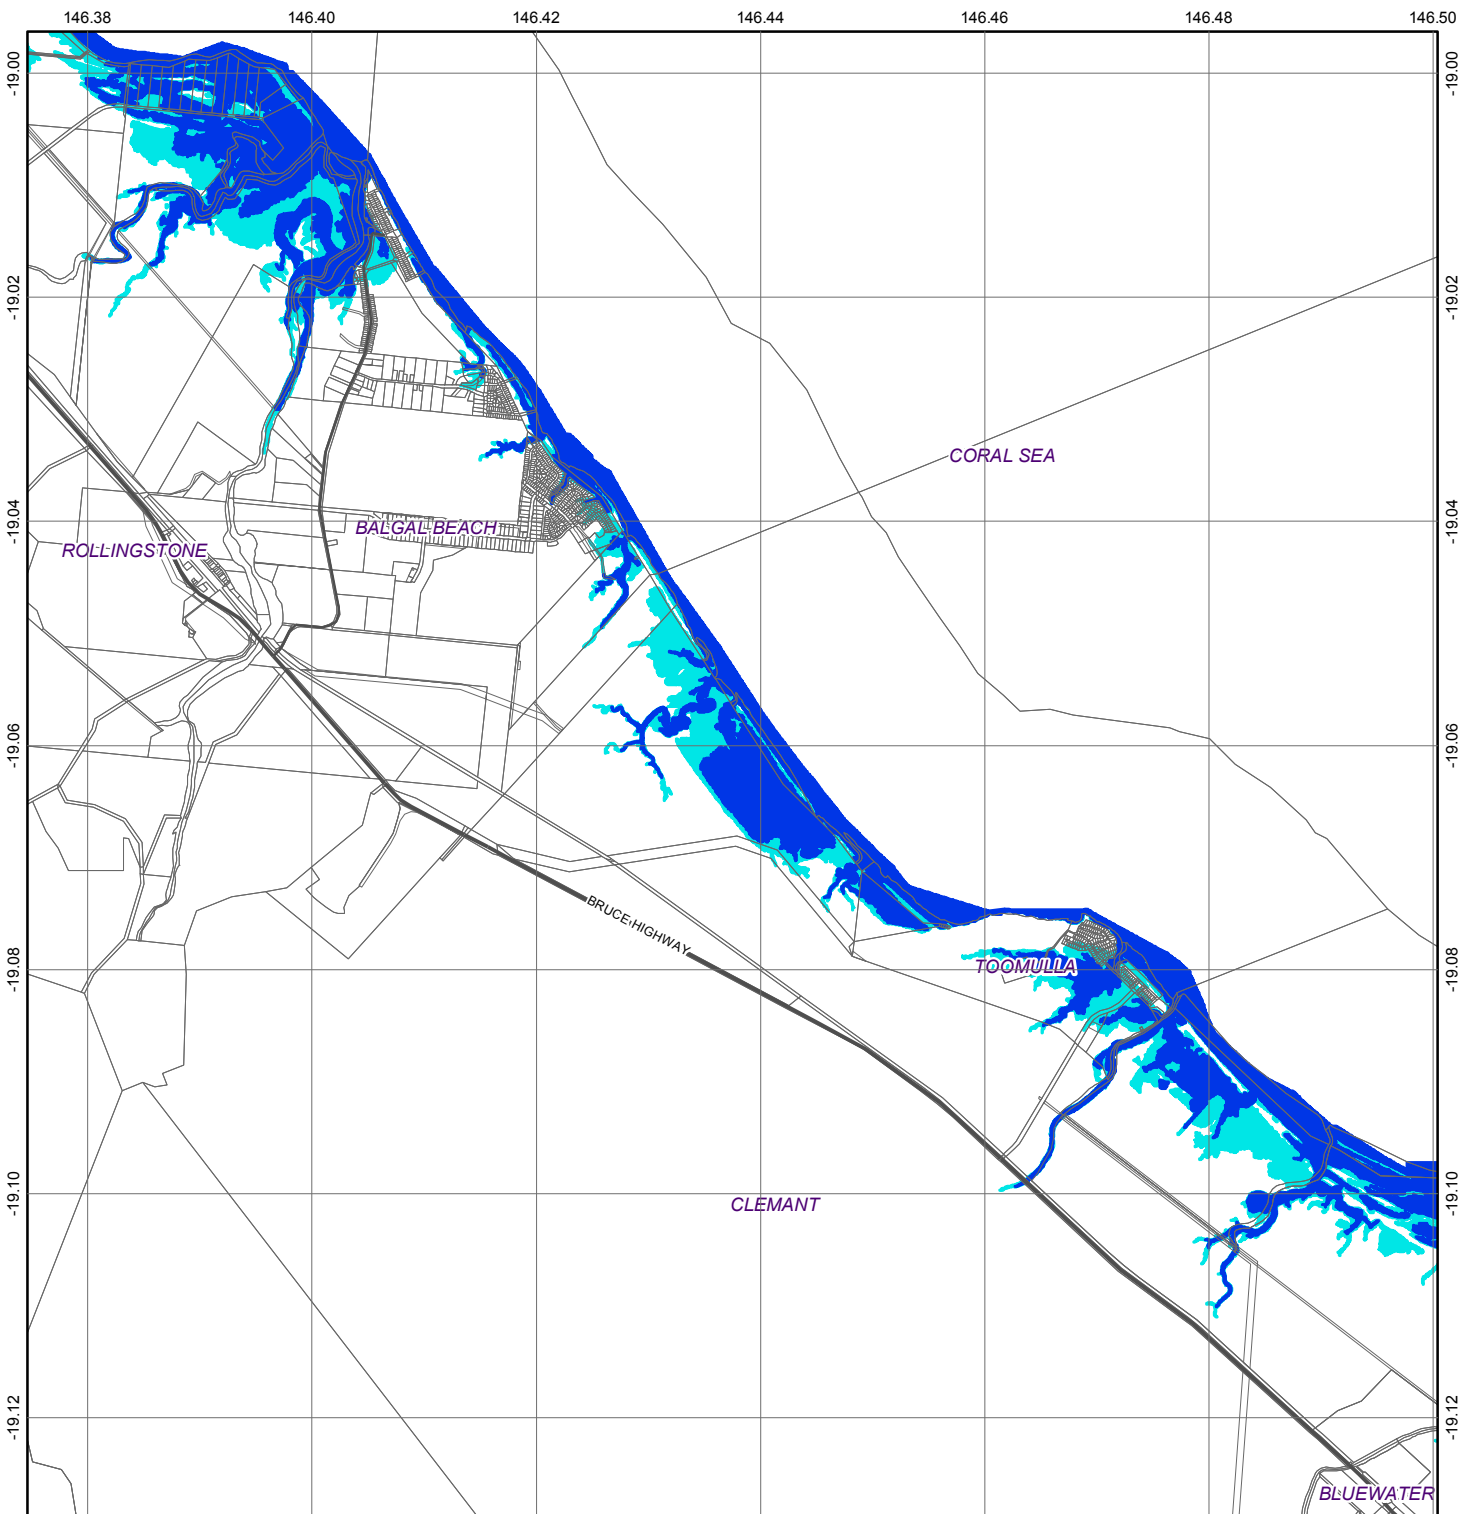 146.38 146.40 146.42 146.44 146.46 146.48 146.50
-19.00 -19.00
-19.02 -19.02
CORAL SEA
-19.04 -19.04
BALGAL BEACH
ROLLINGSTONE
-19.06 -19.06
BRUCE HIGHWAY
TOOMULLA
-19.08 -19.08
-19.10 -19.10
CLEMANT
-19.12 -19.12
BLUEWATER